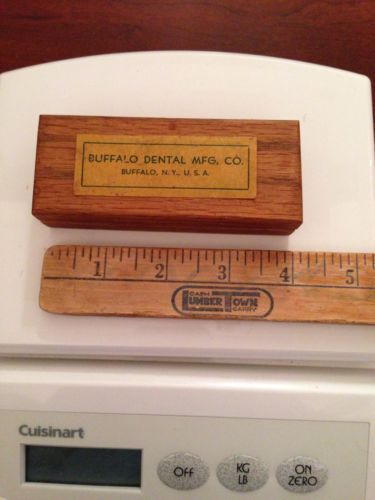 BUFFALO DENTAL MFG, CO.
BUFFALO, N. Y., U. S. A.
1 2 3 4 5
CASH
LUMBER TOWN
CARRY
Cuisinart
OFF
KG
LB
ON
ZERO